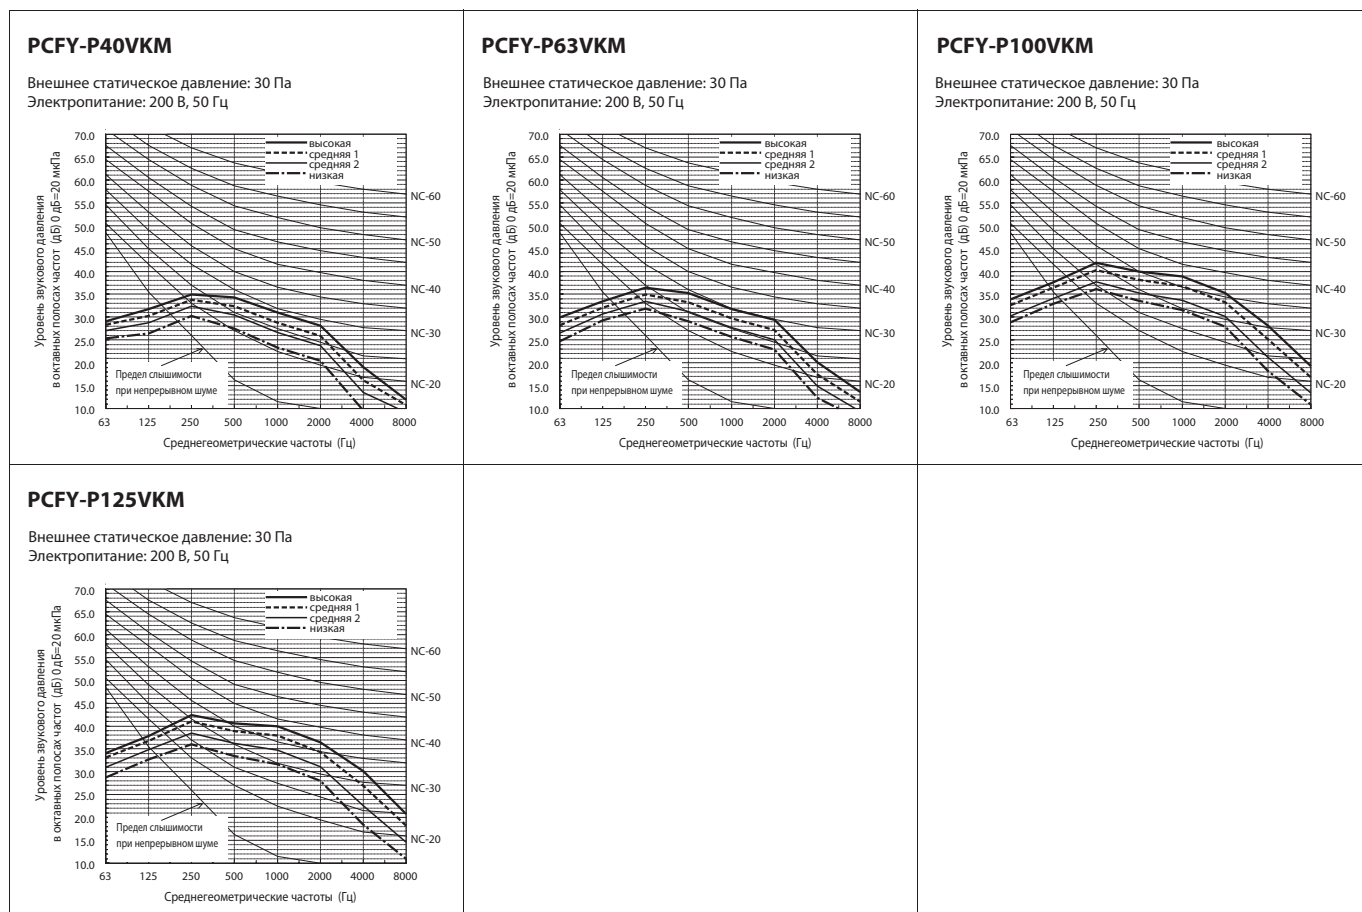 PCFY-P40VKM
Внешнее статическое давление: 30 Па
Электропитание: 200 В, 50 Гц
Уровень звукового давления
в октавных полосах частот (дБ) 0 дБ=20 мкПа
70.0
65.0
60.0
55.0
50.0
45.0
40.0
35.0
30.0
25.0
20.0
15.0
10.0
высокая
средняя 1
средняя 2
низкая
NC-60
NC-50
NC-40
NC-30
NC-20
Предел слышимости
при непрерывном шуме
63 125 250 500 1000 2000 4000 8000
Среднегеометрические частоты (Гц)
PCFY-P63VKM
Внешнее статическое давление: 30 Па
Электропитание: 200 В, 50 Гц
Уровень звукового давления
в октавных полосах частот (дБ) 0 дБ=20 мкПа
70.0
65.0
60.0
55.0
50.0
45.0
40.0
35.0
30.0
25.0
20.0
15.0
10.0
высокая
средняя 1
средняя 2
низкая
NC-60
NC-50
NC-40
NC-30
NC-20
Предел слышимости
при непрерывном шуме
63 125 250 500 1000 2000 4000 8000
Среднегеометрические частоты (Гц)
PCFY-P100VKM
Внешнее статическое давление: 30 Па
Электропитание: 200 В, 50 Гц
Уровень звукового давления
в октавных полосах частот (дБ) 0 дБ=20 мкПа
70.0
65.0
60.0
55.0
50.0
45.0
40.0
35.0
30.0
25.0
20.0
15.0
10.0
высокая
средняя 1
средняя 2
низкая
NC-60
NC-50
NC-40
NC-30
NC-20
Предел слышимости
при непрерывном шуме
63 125 250 500 1000 2000 4000 8000
Среднегеометрические частоты (Гц)
PCFY-P125VKM
Внешнее статическое давление: 30 Па
Электропитание: 200 В, 50 Гц
Уровень звукового давления
в октавных полосах частот (дБ) 0 дБ=20 мкПа
70.0
65.0
60.0
55.0
50.0
45.0
40.0
35.0
30.0
25.0
20.0
15.0
10.0
высокая
средняя 1
средняя 2
низкая
NC-60
NC-50
NC-40
NC-30
NC-20
Предел слышимости
при непрерывном шуме
63 125 250 500 1000 2000 4000 8000
Среднегеометрические частоты (Гц)